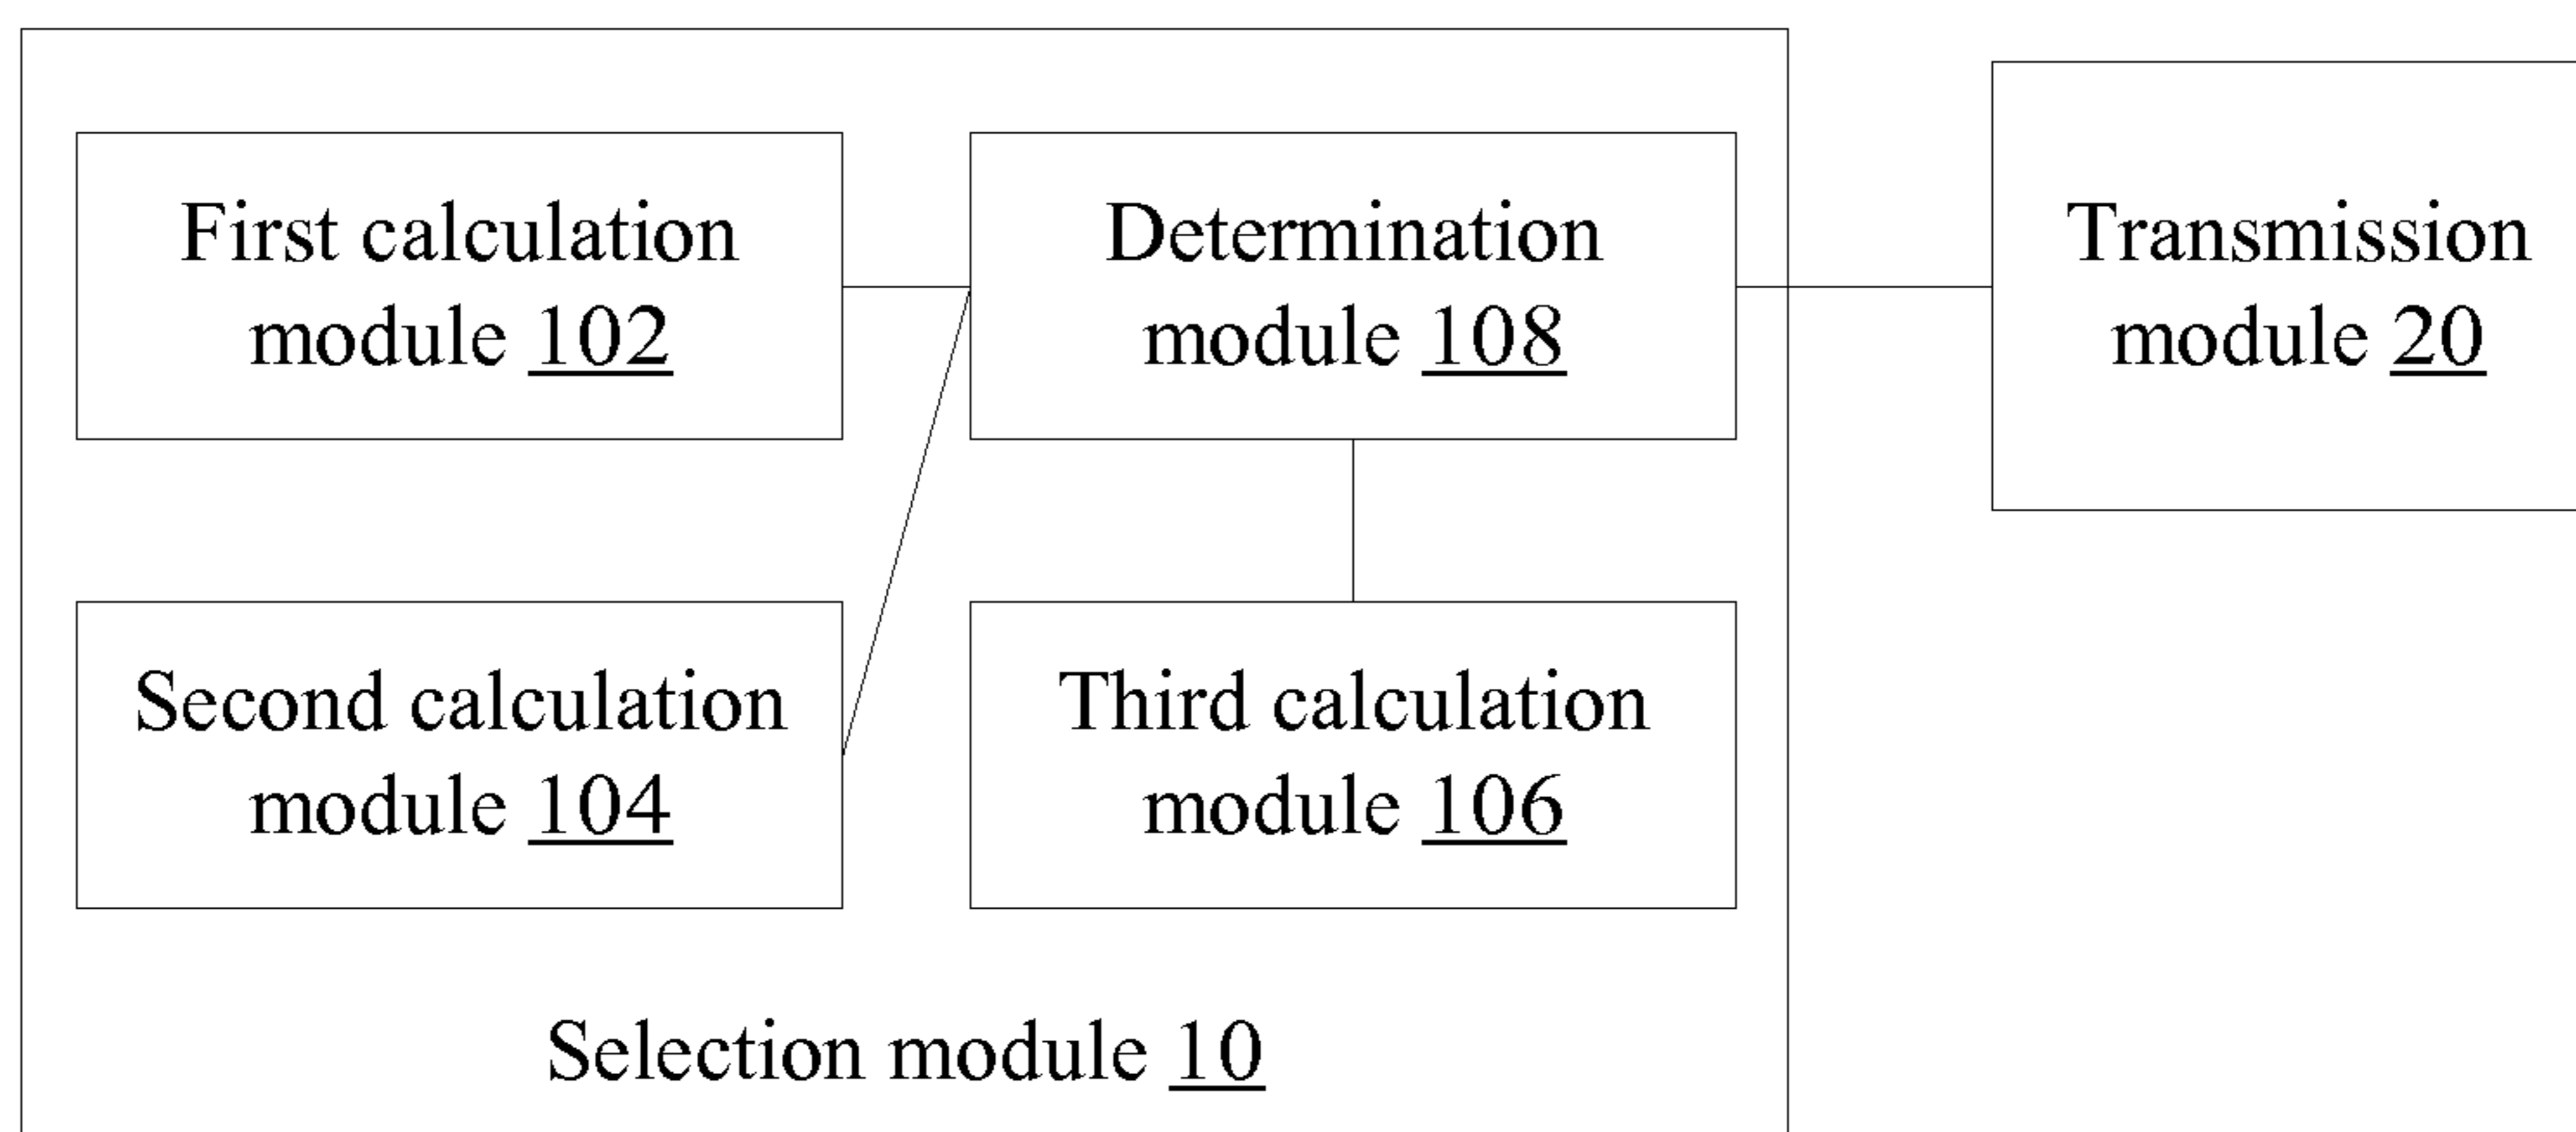 First calculation
module 102
Determination
module 108
Transmission
module 20
Second calculation
module 104
Third calculation
module 106
Selection module 10